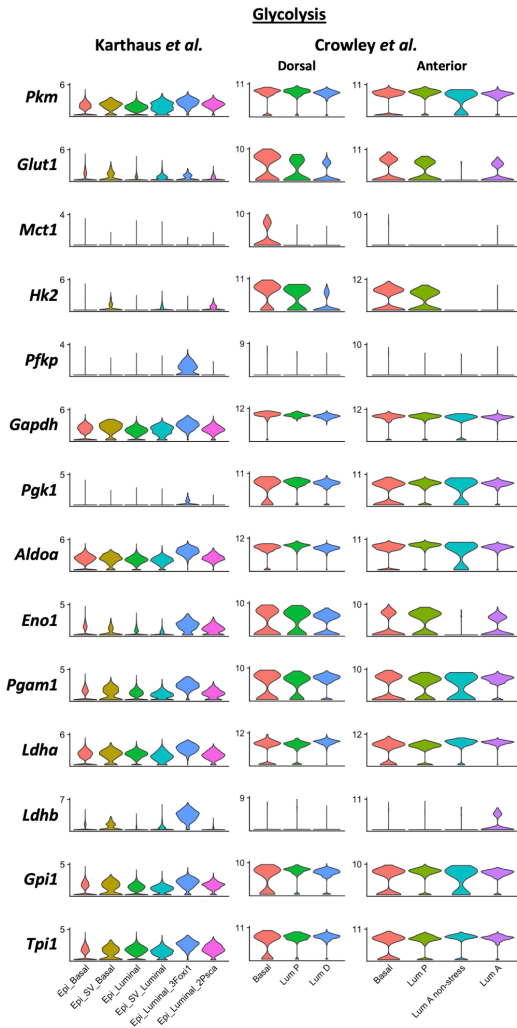 Glycolysis
Karthaus et al.
Crowley et al.
Dorsal
Anterior
Pkm
6
11
11
Glut1
6
10
11
Mct1
4
10
10
Hk2
6
11
12
Pfkp
4
9
10
Gapdh
6
12
12
Pgk1
5
11
11
Aldoa
6
12
11
Eno1
5
10
10
Pgam1
5
10
10
Ldha
6
12
12
Ldhb
7
9
11
Gpi1
5
10
10
Tpi1
5
11
11
Epi_Basal
Epi_SV_Basal
Epi_Luminal
Epi_SV_Luminal
Epi_Luminal_3Foxi1
Epi_Luminal_2Psca
Basal
Lum P
Lum D
Basal
Lum P
Lum A non-stress
Lum A